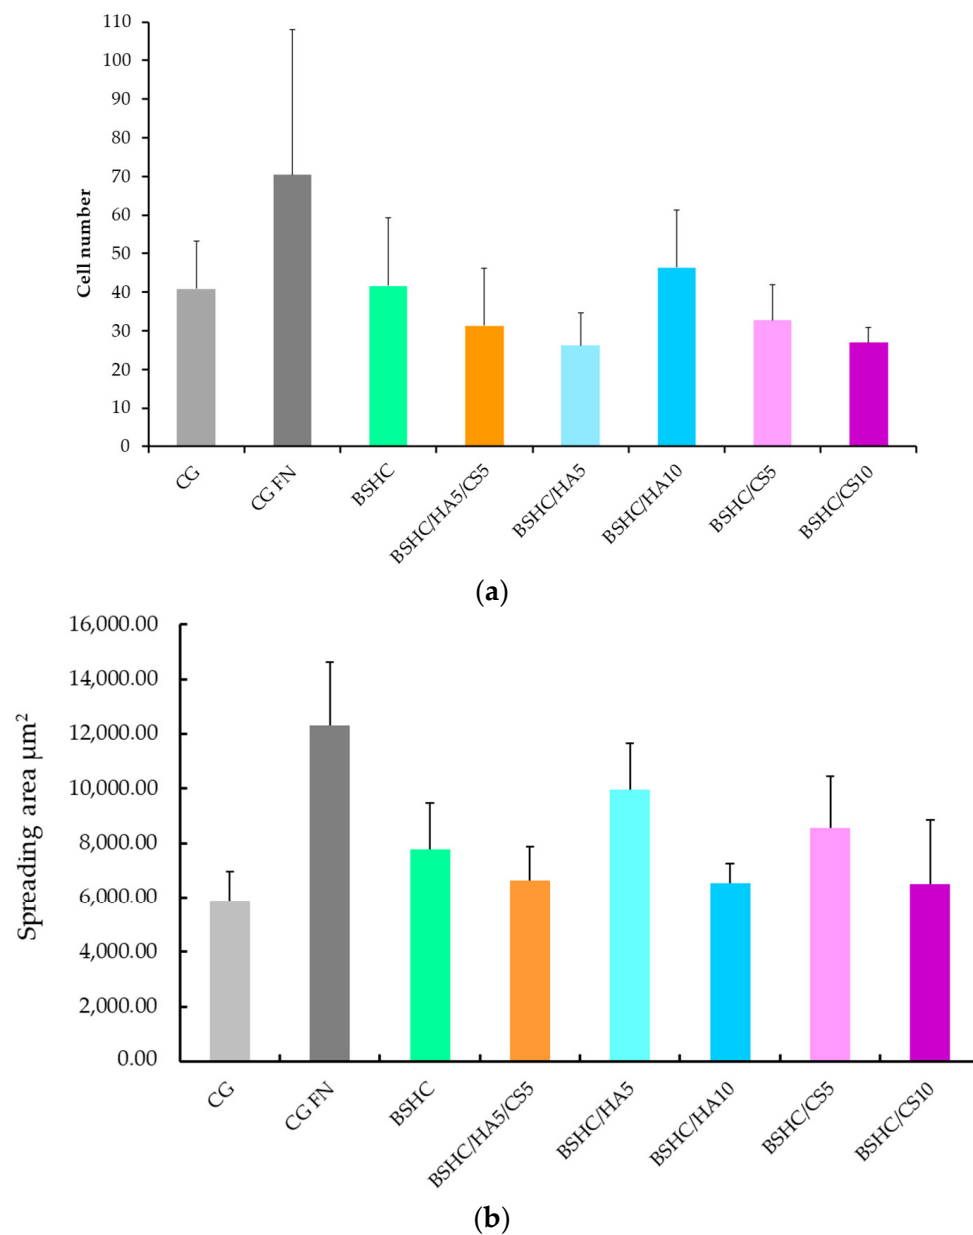 110
100
90
80
70
60
50
40
30
20
10
0
Cell number
CG
CG FN
BSHC
BSHC/HA5/CS5
BSHC/HA5
BSHC/HA10
BSHC/CS5
BSHC/CS10
(a)
16,000.00
14,000.00
12,000.00
10,000.00
8,000.00
6,000.00
4,000.00
2,000.00
0.00
Spreading area μm²
CG
CG FN
BSHC
BSHC/HA5/CS5
BSHC/HA5
BSHC/HA10
BSHC/CS5
BSHC/CS10
(b)